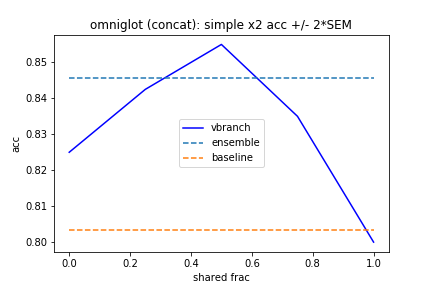 omniglot (concat): simple x2 acc +/- 2*SEM
acc
0.85
0.84
0.83
0.82
0.81
0.80
vbranch
ensemble
baseline
0.0 0.2 0.4 0.6 0.8 1.0
shared frac